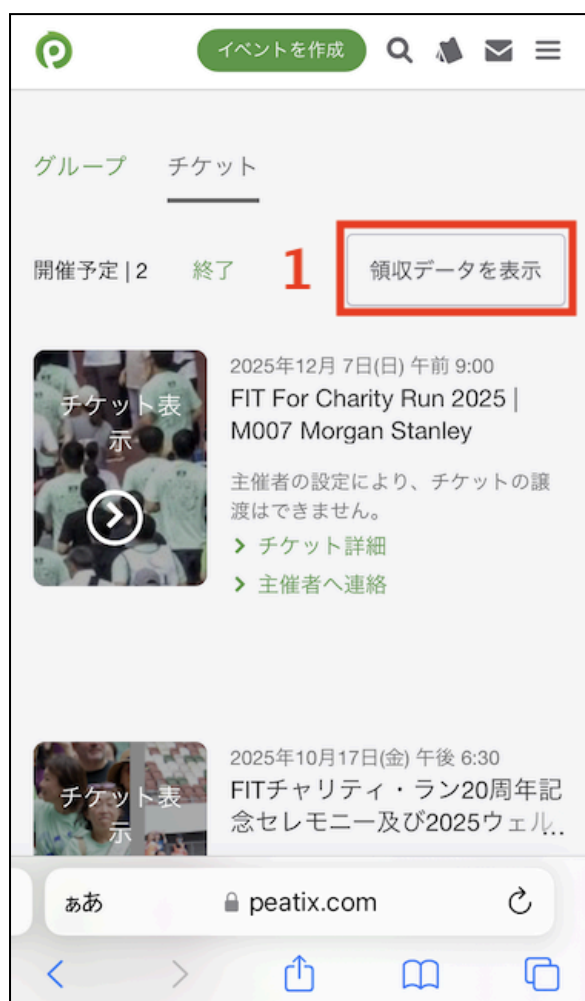 イベントを作成
グループ チケット
開催予定 | 2 終了 1 領収データを表示
チケット表
示
2025年12月 7日(日) 午前 9:00
FIT For Charity Run 2025 |
M007 Morgan Stanley
主催者の設定により、チケットの譲
渡はできません。
> チケット詳細
> 主催者へ連絡
チケット表
示
2025年10月17日(金) 午後 6:30
FITチャリティ・ラン20周年記
念セレモニー及び2025ウェル...
ぁあ peatix.com